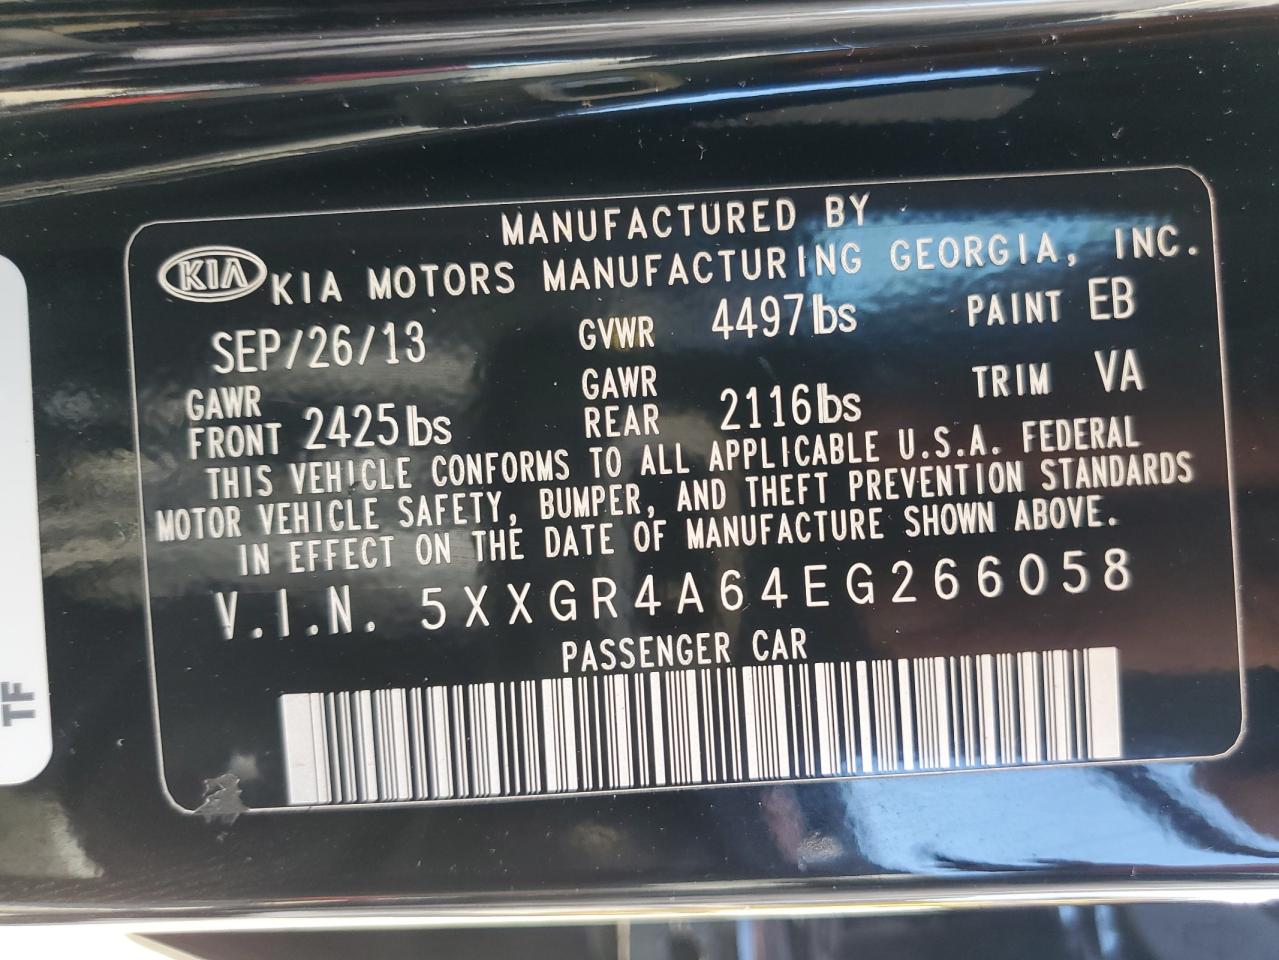 MANUFACTURED BY
KIA KIA MOTORS MANUFACTURING GEORGIA, INC.
SEP/26/13 GVWR 4497lbs PAINT EB
GAWR FRONT 2425lbs GAWR REAR 2116lbs TRIM VA
THIS VEHICLE CONFORMS TO ALL APPLICABLE U.S.A. FEDERAL
MOTOR VEHICLE SAFETY, BUMPER, AND THEFT PREVENTION STANDARDS
IN EFFECT ON THE DATE OF MANUFACTURE SHOWN ABOVE.
V.I.N. 5XXGR4A64EG266058
PASSENGER CAR
TF